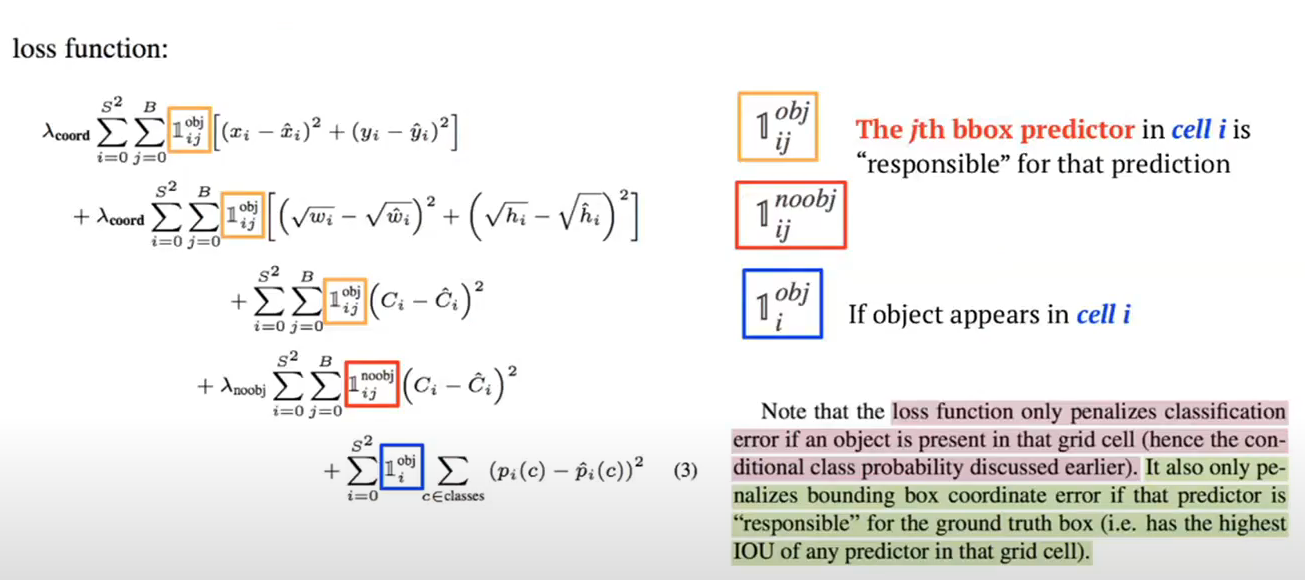 loss function:
λcoord ∑_{i=0}^{S²} ∑_{j=0}^{B} 𝟙_{ij}^{obj} [(x_i − x̂_i)² + (y_i − ŷ_i)²]
+ λcoord ∑_{i=0}^{S²} ∑_{j=0}^{B} 𝟙_{ij}^{obj} [(√w_i − √ŵ_i)² + (√h_i − √ĥ_i)²]
+ ∑_{i=0}^{S²} ∑_{j=0}^{B} 𝟙_{ij}^{obj} (C_i − Ĉ_i)²
+ λnoobj ∑_{i=0}^{S²} ∑_{j=0}^{B} 𝟙_{ij}^{noobj} (C_i − Ĉ_i)²
+ ∑_{i=0}^{S²} 𝟙_{i}^{obj} ∑_{c∈classes} (p_i(c) − p̂_i(c))² (3)
𝟙_{ij}^{obj}
The jth bbox predictor in cell i is
“responsible” for that prediction
𝟙_{ij}^{noobj}
𝟙_{i}^{obj}
If object appears in cell i
Note that the loss function only penalizes classification
error if an object is present in that grid cell (hence the con-
ditional class probability discussed earlier). It also only pe-
nalizes bounding box coordinate error if that predictor is
“responsible” for the ground truth box (i.e. has the highest
IOU of any predictor in that grid cell).